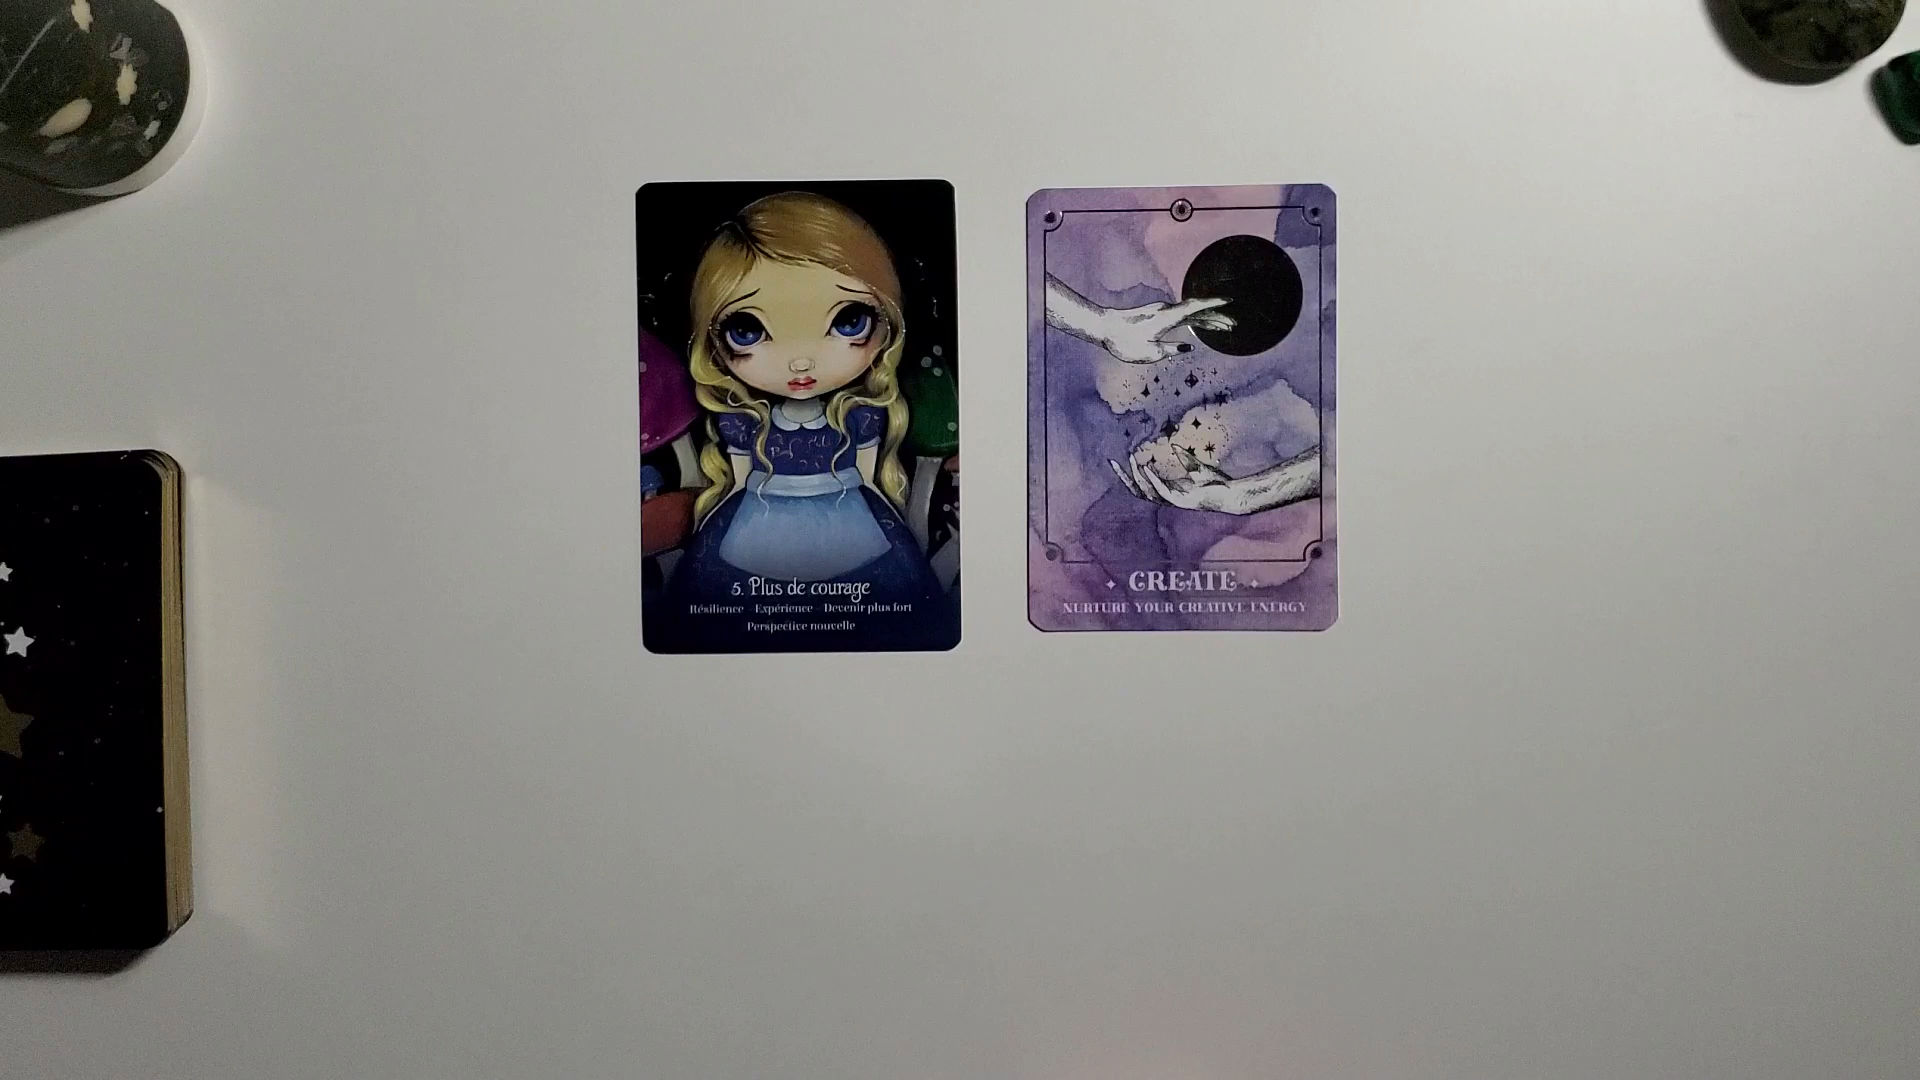 5. Plus de courage
Résilience - Expérience - Devenir plus fort
Perspective nouvelle
CREATE
NURTURE YOUR CREATIVE ENERGY